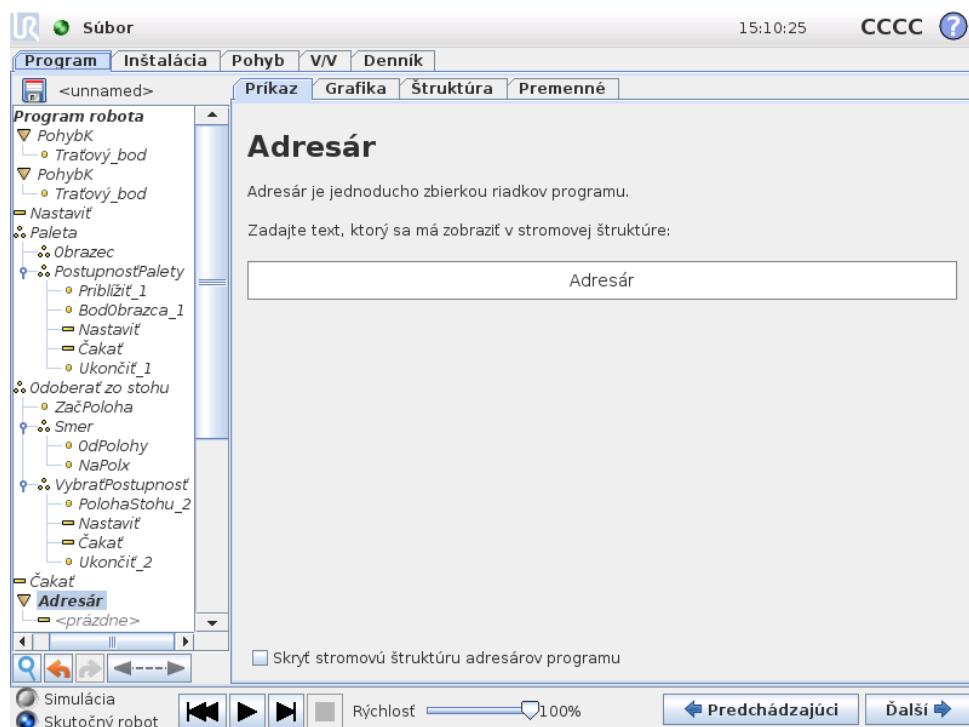 UR Súbor 15:10:25 CCCC ?
Program Inštalácia Pohyb V/V Denník
<unnamed>
Príkaz Grafika Štruktúra Premenné
Program robota
PohybK
Traťový_bod
PohybK
Traťový_bod
Nastaviť
Paleta
Obrazec
PostupnosťPalety
Priblížiť_1
BodObrazca_1
Nastaviť
Čakať
Ukončiť_1
Odoberať zo stohu
ZačPoloha
Smer
OdPolohy
NaPolx
VybraťPostupnosť
PolohaStohu_2
Nastaviť
Čakať
Ukončiť_2
Čakať
Adresár
<prázdne>
Adresár
Adresár je jednoducho zbierkou riadkov programu.
Zadajte text, ktorý sa má zobraziť v stromovej štruktúre:
Adresár
Skryť stromovú štruktúru adresárov programu
Simulácia
Skutočný robot
Rýchlosť 100%
Predchádzajúci
Ďalší